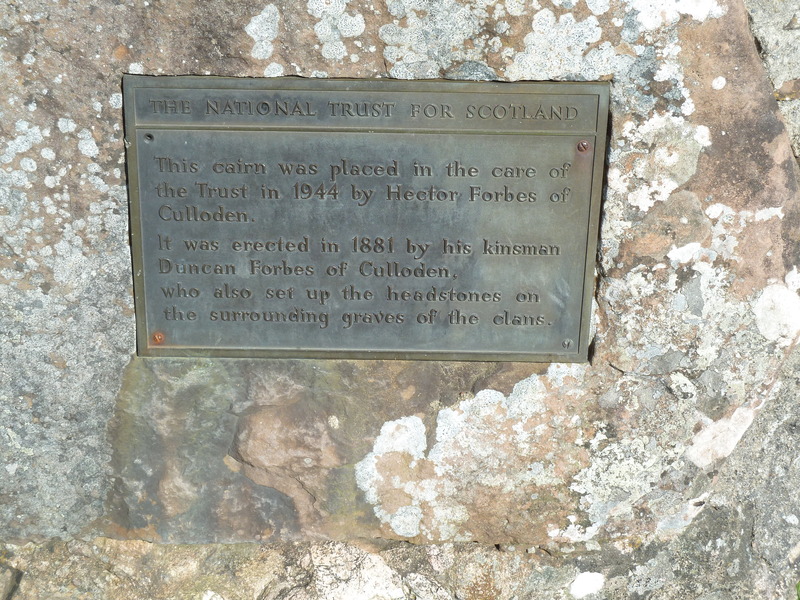 THE NATIONAL TRUST FOR SCOTLAND
This cairn was placed in the care of
the Trust in 1944 by Hector Forbes of
Culloden.
It was erected in 1881 by his kinsman
Duncan Forbes of Culloden,
who also set up the headstones on
the surrounding graves of the clans.